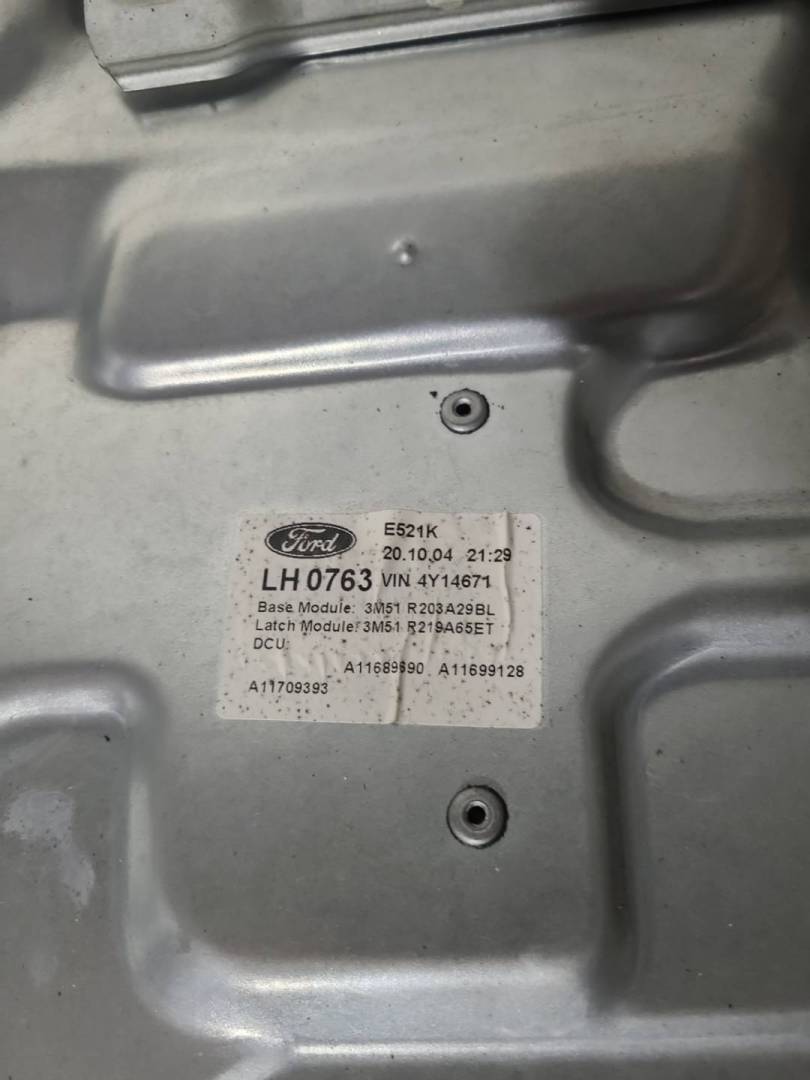 Ford
E521K
20.10.04 21:29
LH 0763 VIN 4Y14671
Base Module: 3M51 R203A29BL
Latch Module: 3M51 R219A65ET
DCU:
A11689690 A11699128
A11709393